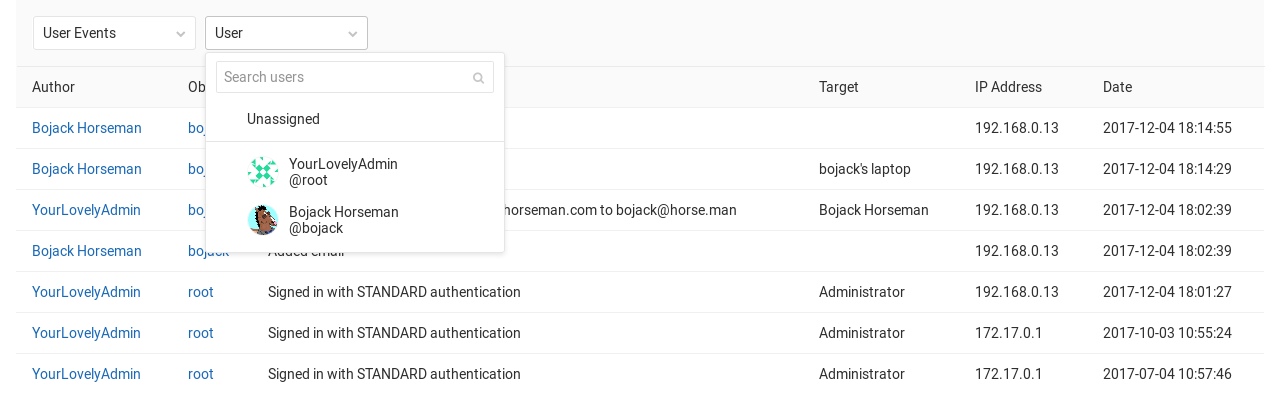 User Events User
Search users
Author Ob Target IP Address Date
Unassigned
Bojack Horseman boj 192.168.0.13 2017-12-04 18:14:55
Bojack Horseman boj bojack's laptop 192.168.0.13 2017-12-04 18:14:29
YourLovelyAdmin
@root
YourLovelyAdmin boj horseman.com to bojack@horse.man Bojack Horseman 192.168.0.13 2017-12-04 18:02:39
Bojack Horseman
@bojack
Bojack Horseman bojack Added email 192.168.0.13 2017-12-04 18:02:39
YourLovelyAdmin root Signed in with STANDARD authentication Administrator 192.168.0.13 2017-12-04 18:01:27
YourLovelyAdmin root Signed in with STANDARD authentication Administrator 172.17.0.1 2017-10-03 10:55:24
YourLovelyAdmin root Signed in with STANDARD authentication Administrator 172.17.0.1 2017-07-04 10:57:46